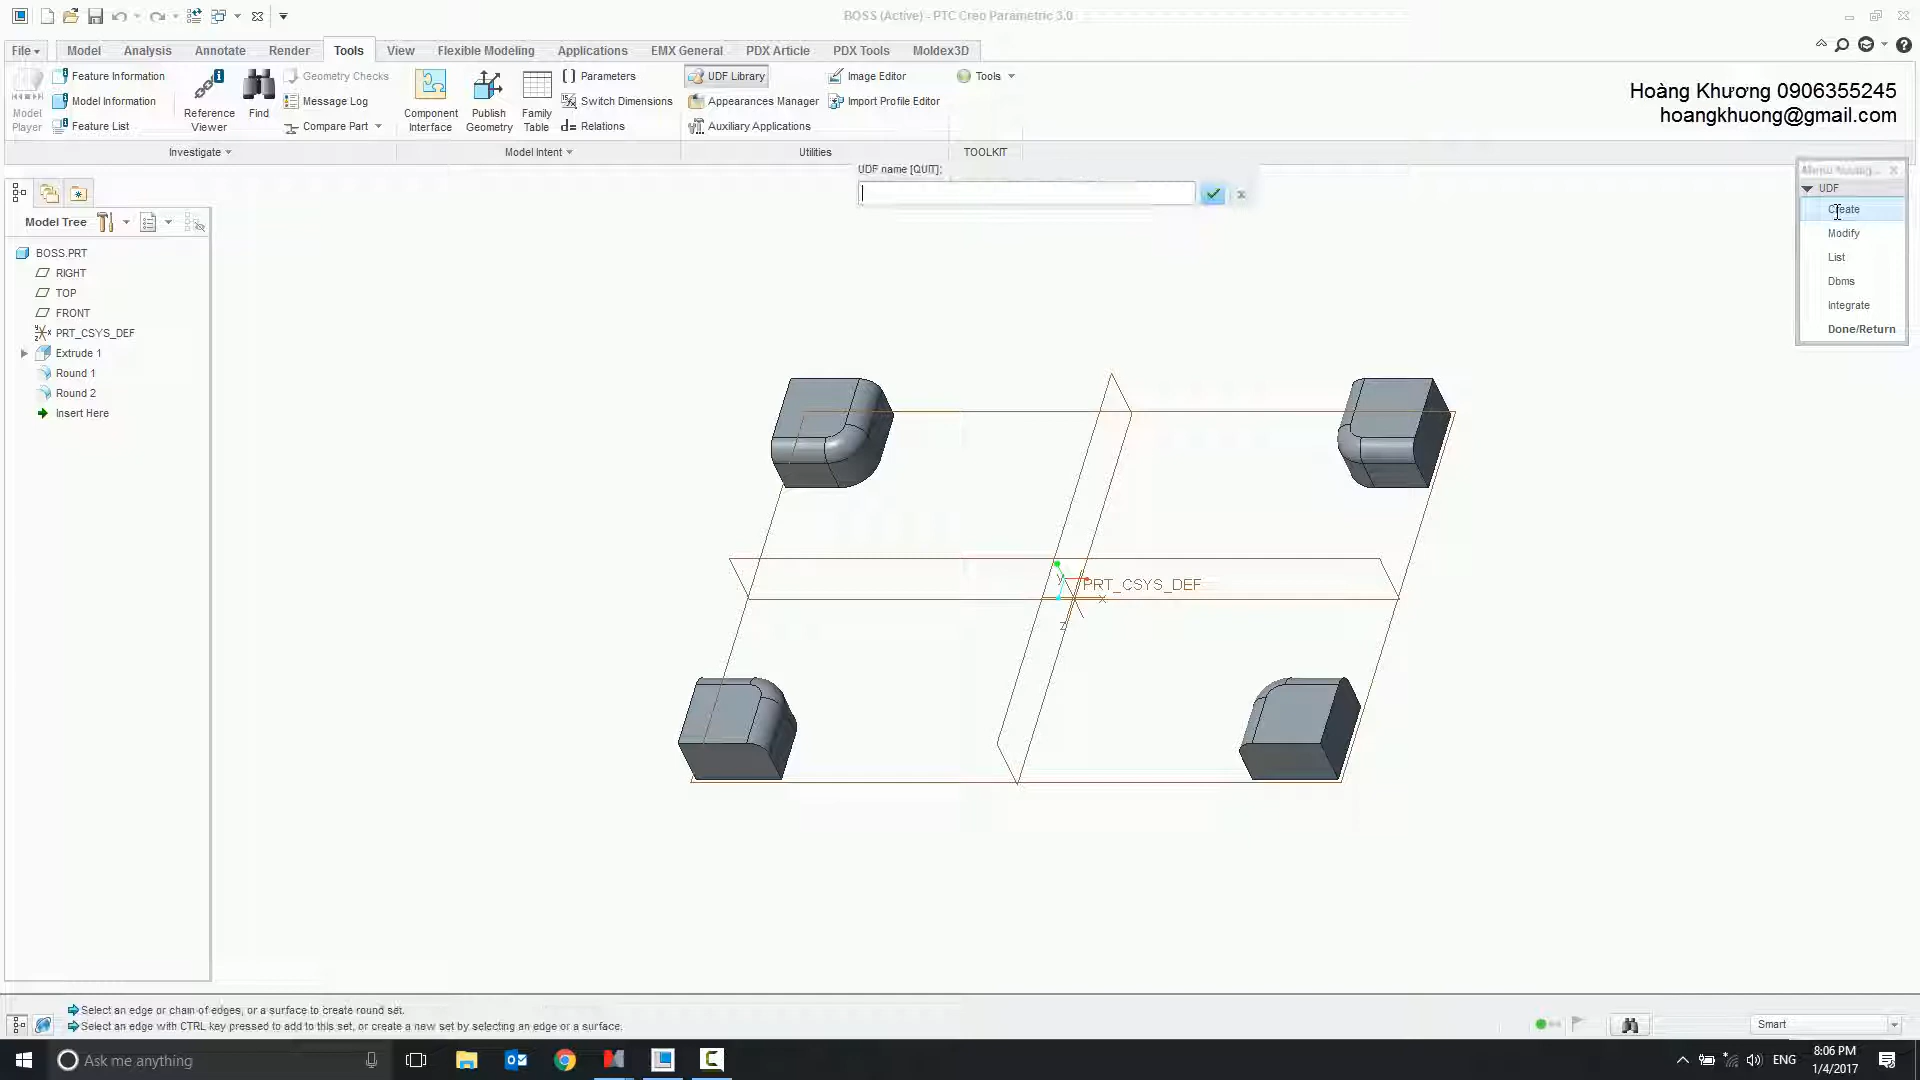 BOSS (Active) - PTC Creo Parametric 3.0
File Model Analysis Annotate Render Tools View Flexible Modeling Applications EMX General PDX Article PDX Tools Moldex3D
Model Player
Feature Information
Model Information
Feature List
Reference Viewer
Find
Geometry Checks
Message Log
Compare Part
Component Interface
Publish Geometry
Family Table
Parameters
Switch Dimensions
d= Relations
UDF Library
Appearances Manager
Auxiliary Applications
Image Editor
Import Profile Editor
Tools
Investigate
Model Intent
Utilities
TOOLKIT
Hoàng Khương 0906355245
hoangkhuong@gmail.com
UDF name [QUIT]:
UDF
Create
Modify
List
Dbms
Integrate
Done/Return
Model Tree
BOSS.PRT
RIGHT
TOP
FRONT
PRT_CSYS_DEF
Extrude 1
Round 1
Round 2
Insert Here
Y
PRT_CSYS_DEF
X
Z
Select an edge or chain of edges, or a surface to create round set.
Select an edge with CTRL key pressed to add to this set, or create a new set by selecting an edge or a surface.
Smart
Ask me anything
ENG
8:06 PM
1/4/2017